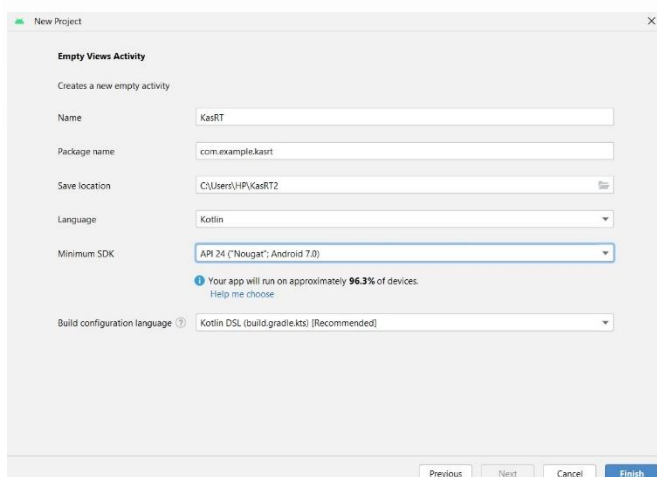 New Project
Empty Views Activity
Creates a new empty activity
Name KasRT
Package name com.example.kasrt
Save location C:\Users\HP\KasRT2
Language Kotlin
Minimum SDK API 24 ("Nougat"; Android 7.0)
Your app will run on approximately 96.3% of devices.
Help me choose
Build configuration language ? Kotlin DSL (build.gradle.kts) [Recommended]
Previous Next Cancel Finish